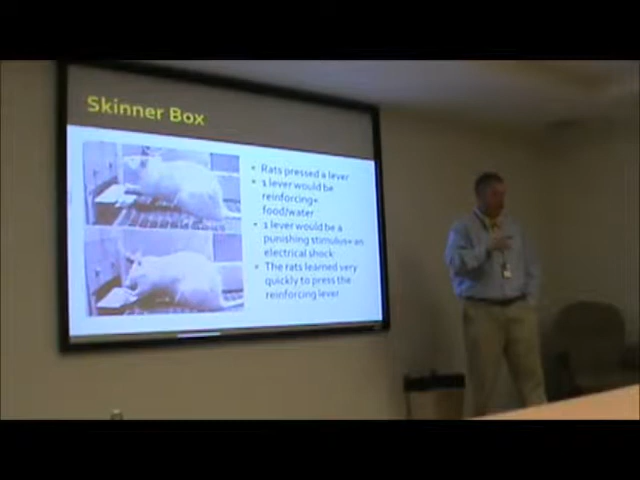 Skinner Box
• Rats pressed a lever
• 1 lever would be
reinforcing=
food/water
• 1 lever would be a
punishing stimulus= an
electrical shock
• The rats learned very
quickly to press the
reinforcing lever